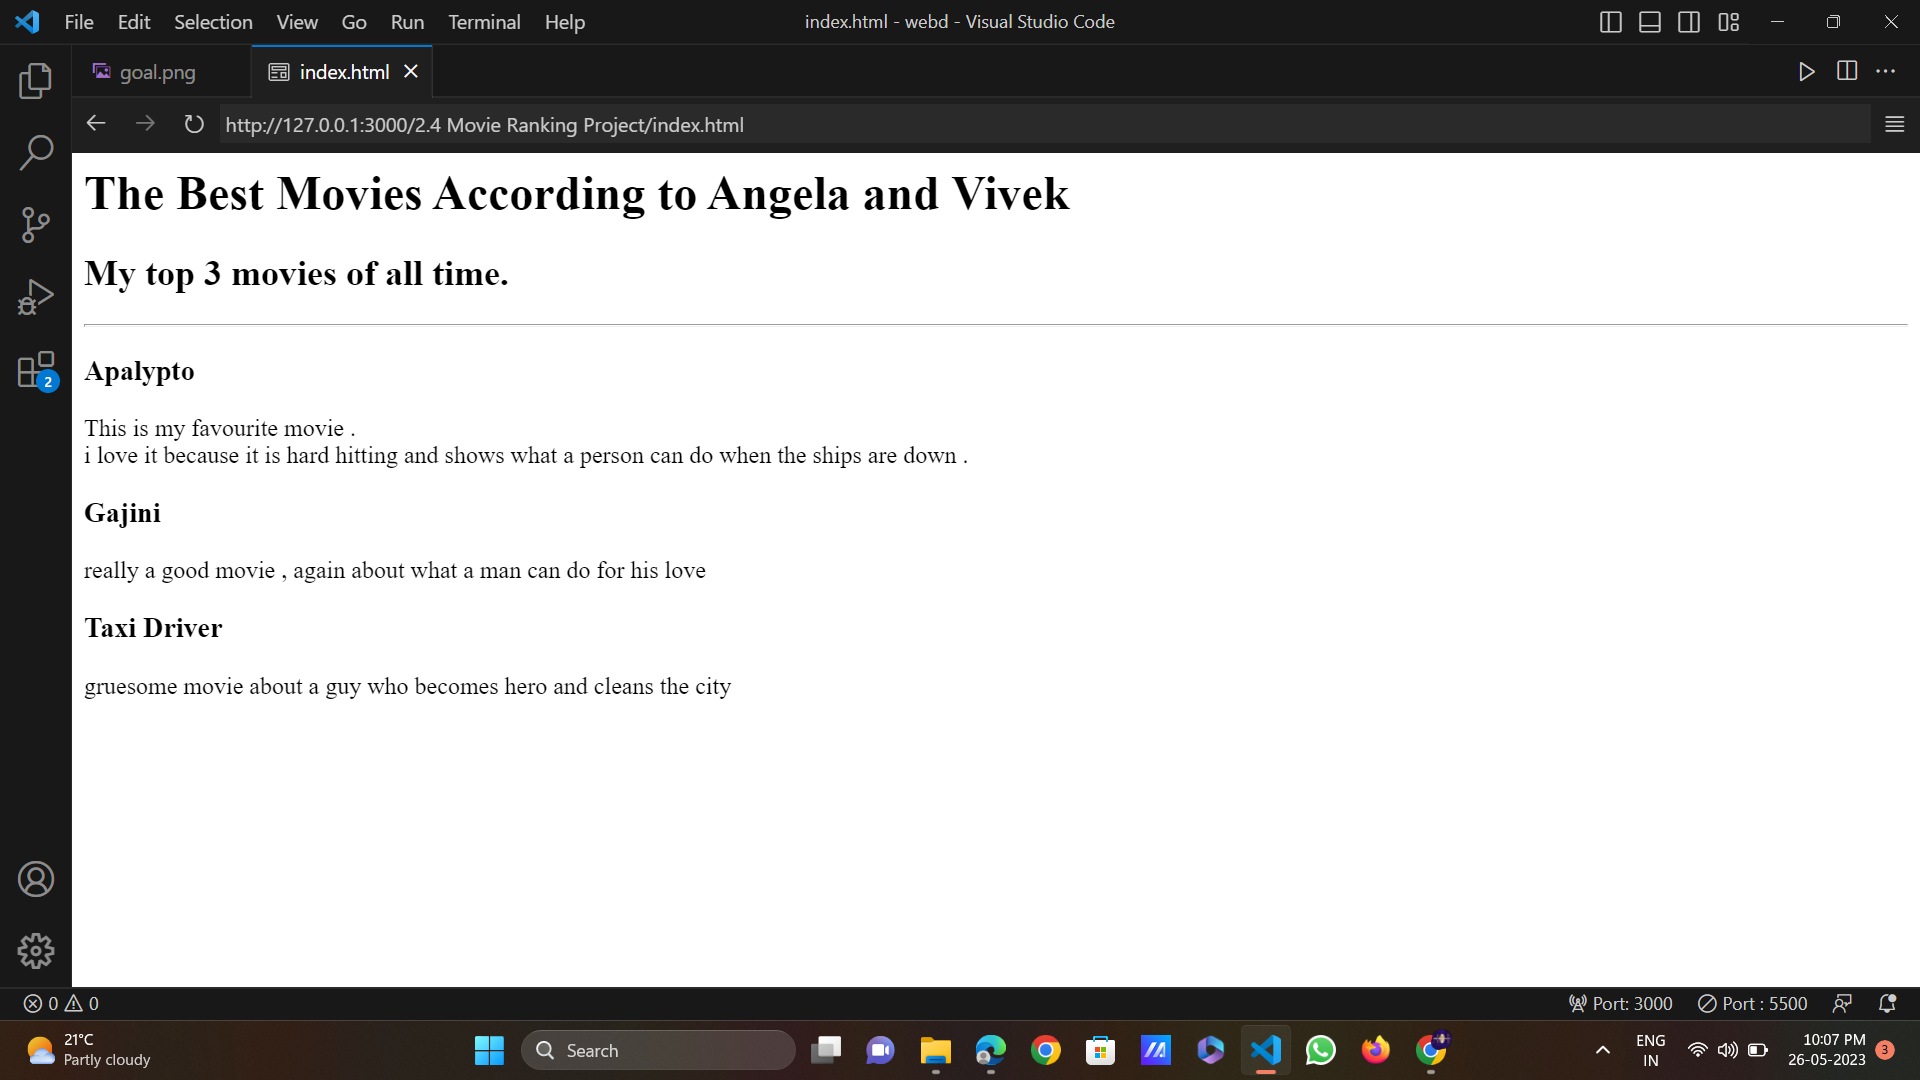 File Edit Selection View Go Run Terminal Help
index.html - webd - Visual Studio Code
goal.png
index.html
http://127.0.0.1:3000/2.4 Movie Ranking Project/index.html
The Best Movies According to Angela and Vivek
My top 3 movies of all time.
Apalypto
This is my favourite movie .
i love it because it is hard hitting and shows what a person can do when the ships are down .
Gajini
really a good movie , again about what a man can do for his love
Taxi Driver
gruesome movie about a guy who becomes hero and cleans the city
2
0 0
Port: 3000
Port : 5500
21°C
Partly cloudy
Search
ENG
IN
10:07 PM
26-05-2023
3